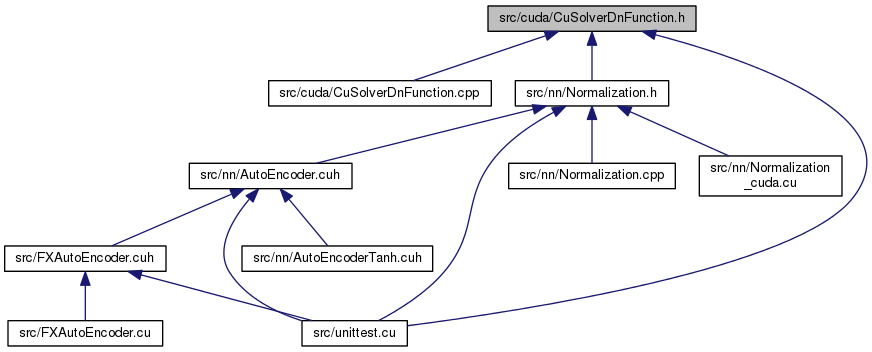 src/cuda/CuSolverDnFunction.h
src/cuda/CuSolverDnFunction.cpp
src/nn/Normalization.h
src/nn/AutoEncoder.cuh
src/nn/Normalization.cpp
src/nn/Normalization
_cuda.cu
src/FXAutoEncoder.cuh
src/nn/AutoEncoderTanh.cuh
src/FXAutoEncoder.cu
src/unittest.cu